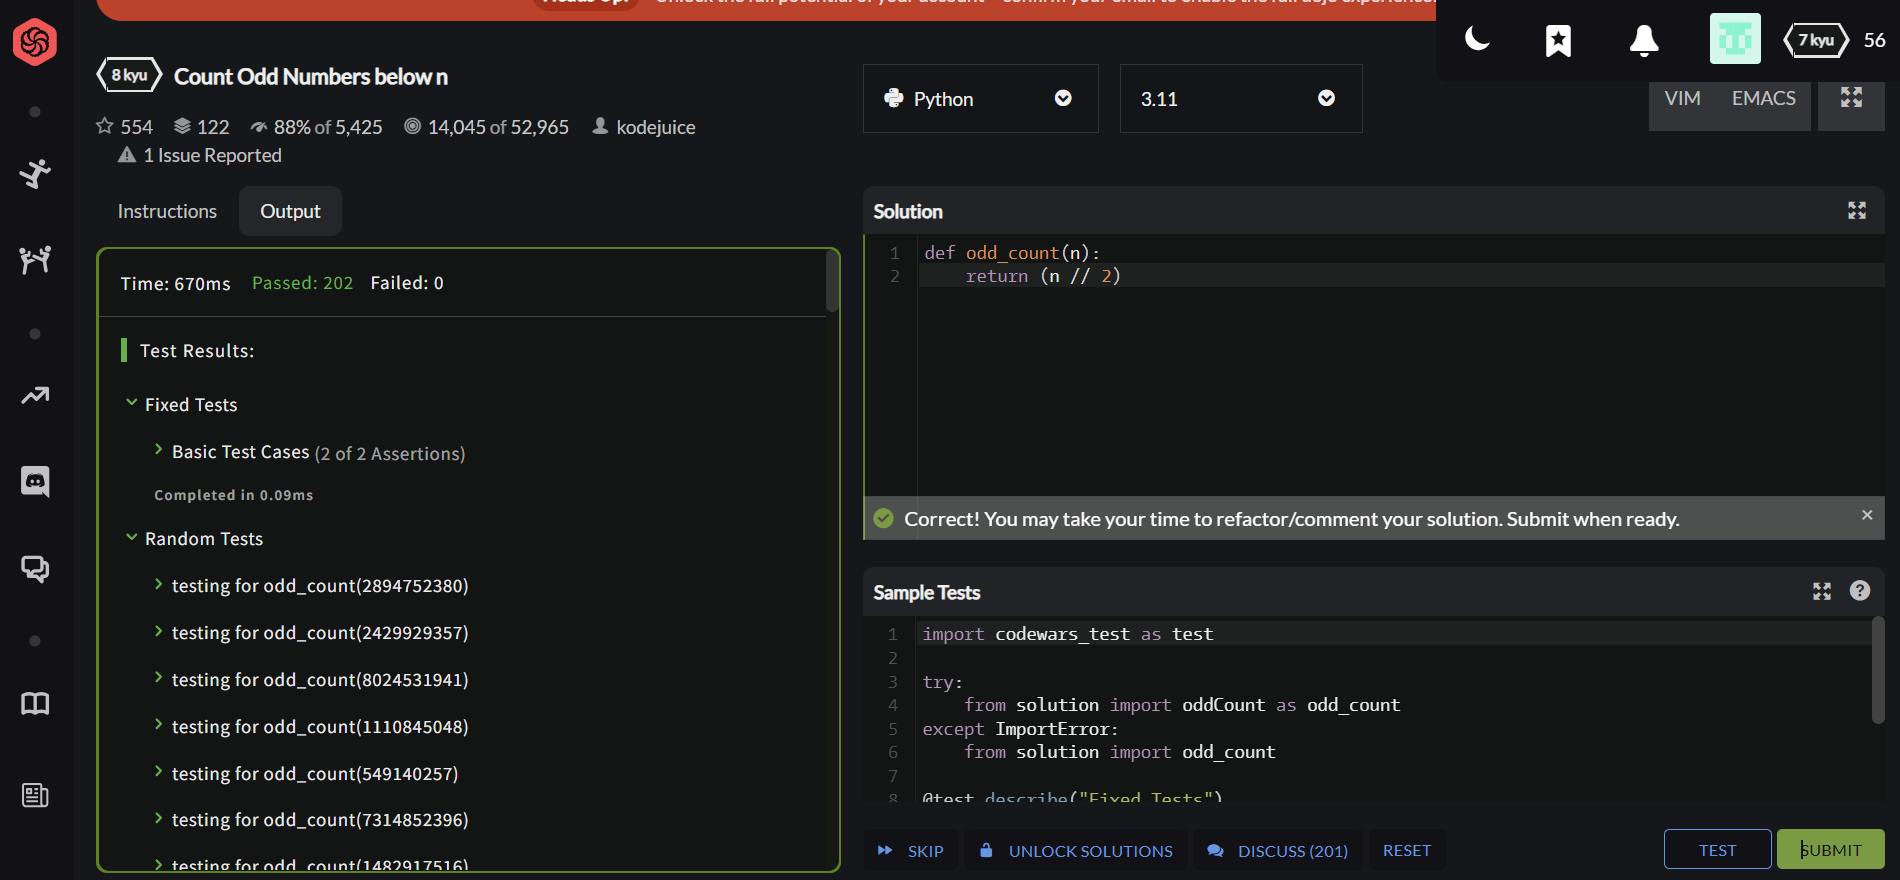 Heads Up! Unlock the full potential of your account – confirm your email to enable the full dojo experience.
7 kyu 56
8 kyu Count Odd Numbers below n
554 122 88% of 5,425 14,045 of 52,965 kodejuice
1 Issue Reported
Python
3.11
VIM EMACS
Instructions Output
Time: 670ms Passed: 202 Failed: 0
Test Results:
Fixed Tests
Basic Test Cases (2 of 2 Assertions)
Completed in 0.09ms
Random Tests
testing for odd_count(2894752380)
testing for odd_count(2429929357)
testing for odd_count(8024531941)
testing for odd_count(1110845048)
testing for odd_count(549140257)
testing for odd_count(7314852396)
testing for odd_count(1482917516)
Solution
1 def odd_count(n):
2     return (n // 2)
Correct! You may take your time to refactor/comment your solution. Submit when ready. ×
Sample Tests
1 import codewars_test as test
2
3 try:
4     from solution import oddCount as odd_count
5 except ImportError:
6     from solution import odd_count
7
8 @test.describe("Fixed Tests")
SKIP UNLOCK SOLUTIONS DISCUSS (201) RESET TEST SUBMIT